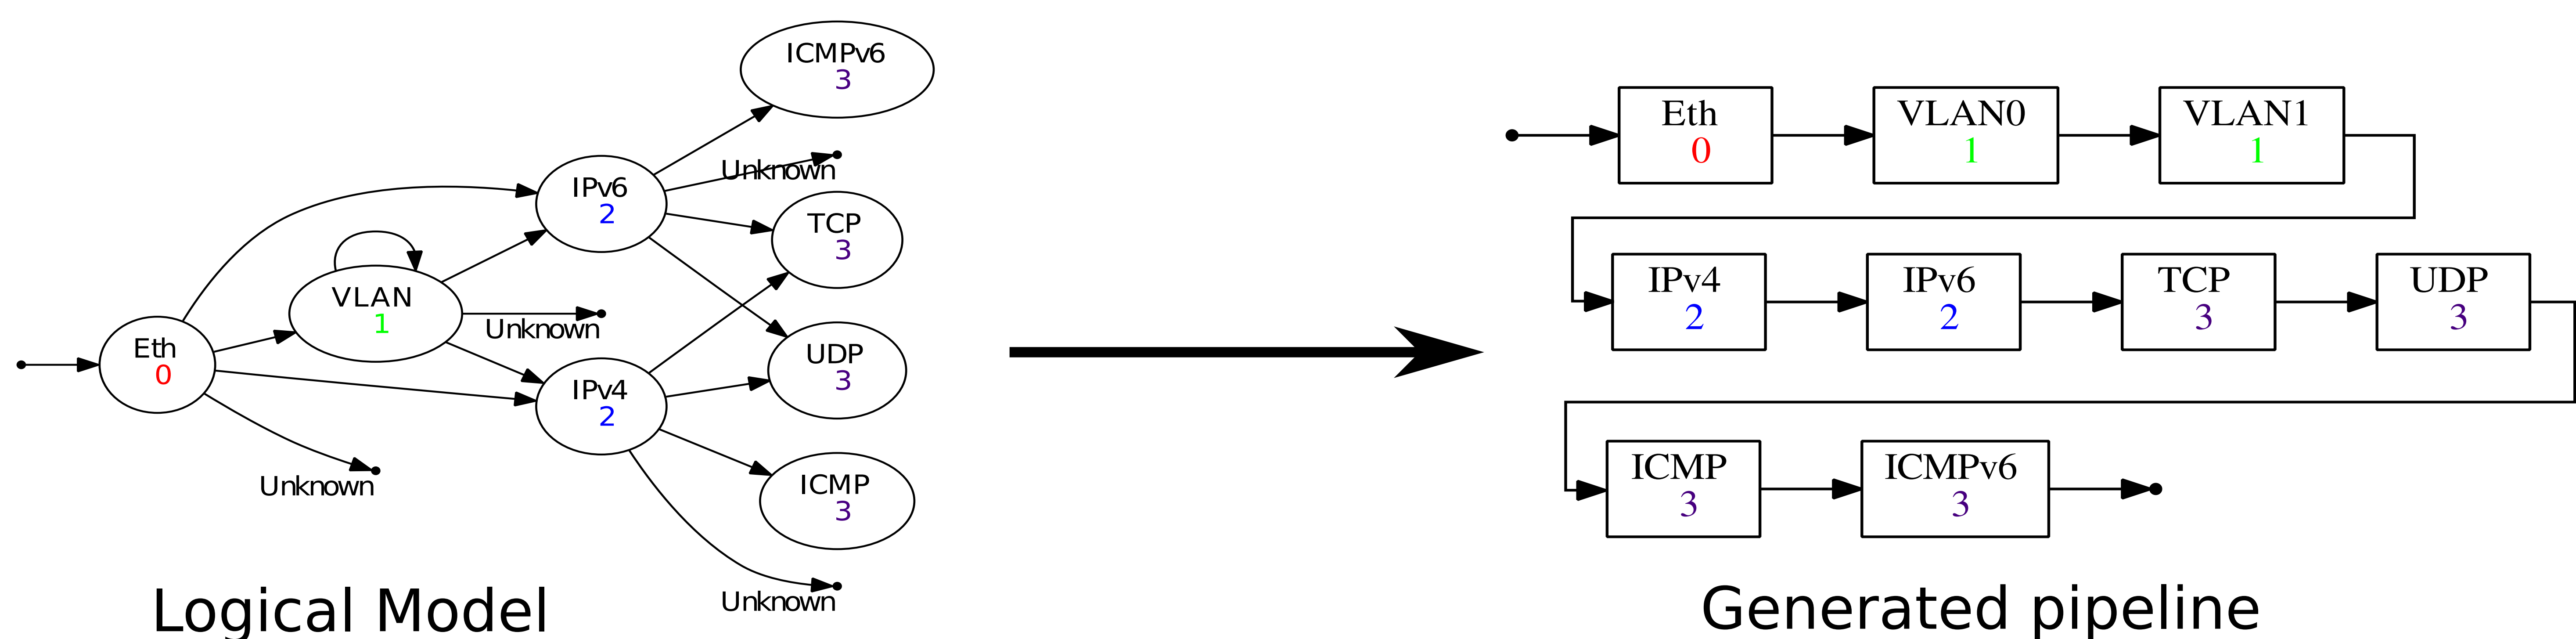 ICMPv6
3
Unknown
IPv6
2
TCP
3
VLAN
1
Unknown
Eth
0
UDP
3
IPv4
2
Unknown
ICMP
3
Unknown
Logical Model
Eth
0
VLAN0
1
VLAN1
1
IPv4
2
IPv6
2
TCP
3
UDP
3
ICMP
3
ICMPv6
3
Generated pipeline